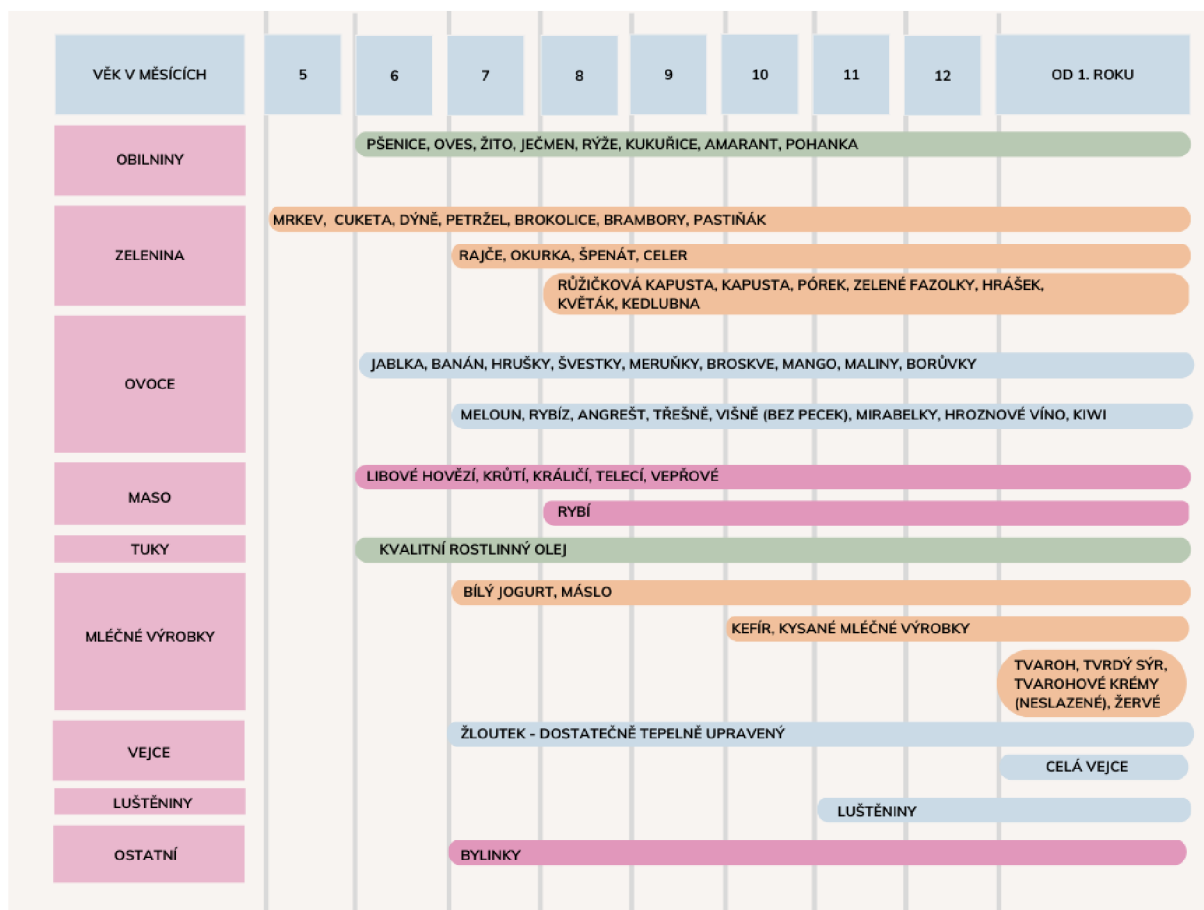 VĚK V MĚSÍCÍCH 5 6 7 8 9 10 11 12 OD 1. ROKU
OBILNINY
PŠENICE, OVES, ŽITO, JEČMEN, RÝŽE, KUKUŘICE, AMARANT, POHANKA
ZELENINA
MRKEV, CUKETA, DÝNĚ, PETRŽEL, BROKOLICE, BRAMBORY, PASTIŇÁK
RAJČE, OKURKA, ŠPENÁT, CELER
RŮŽIČKOVÁ KAPUSTA, KAPUSTA, PÓREK, ZELENÉ FAZOLKY, HRÁŠEK,
KVĚTÁK, KEDLUBNA
OVOCE
JABLKA, BANÁN, HRUŠKY, ŠVESTKY, MERUŇKY, BROSKVE, MANGO, MALINY, BORŮVKY
MELOUN, RYBÍZ, ANGREŠT, TŘEŠNĚ, VIŠNĚ (BEZ PECEK), MIRABELKY, HROZNOVÉ VÍNO, KIWI
MASO
LIBOVÉ HOVĚZÍ, KRŮTÍ, KRÁLIČÍ, TELECÍ, VEPŘOVÉ
RYBÍ
TUKY
KVALITNÍ ROSTLINNÝ OLEJ
MLÉČNÉ VÝROBKY
BÍLÝ JOGURT, MÁSLO
KEFÍR, KYSANÉ MLÉČNÉ VÝROBKY
TVAROH, TVRDÝ SÝR,
TVAROHOVÉ KRÉMY
(NESLAZENÉ), ŽERVÉ
VEJCE
ŽLOUTEK - DOSTATEČNĚ TEPELNĚ UPRAVENÝ
CELÁ VEJCE
LUŠTĚNINY
LUŠTĚNINY
OSTATNÍ
BYLINKY